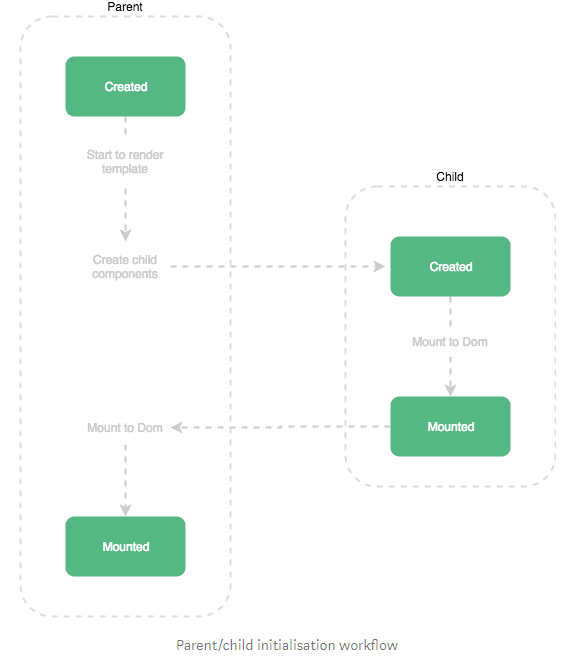 Parent
Created
Start to render
template
Create child
components
Child
Created
Mount to Dom
Mounted
Mount to Dom
Mounted
Parent/child initialisation workflow